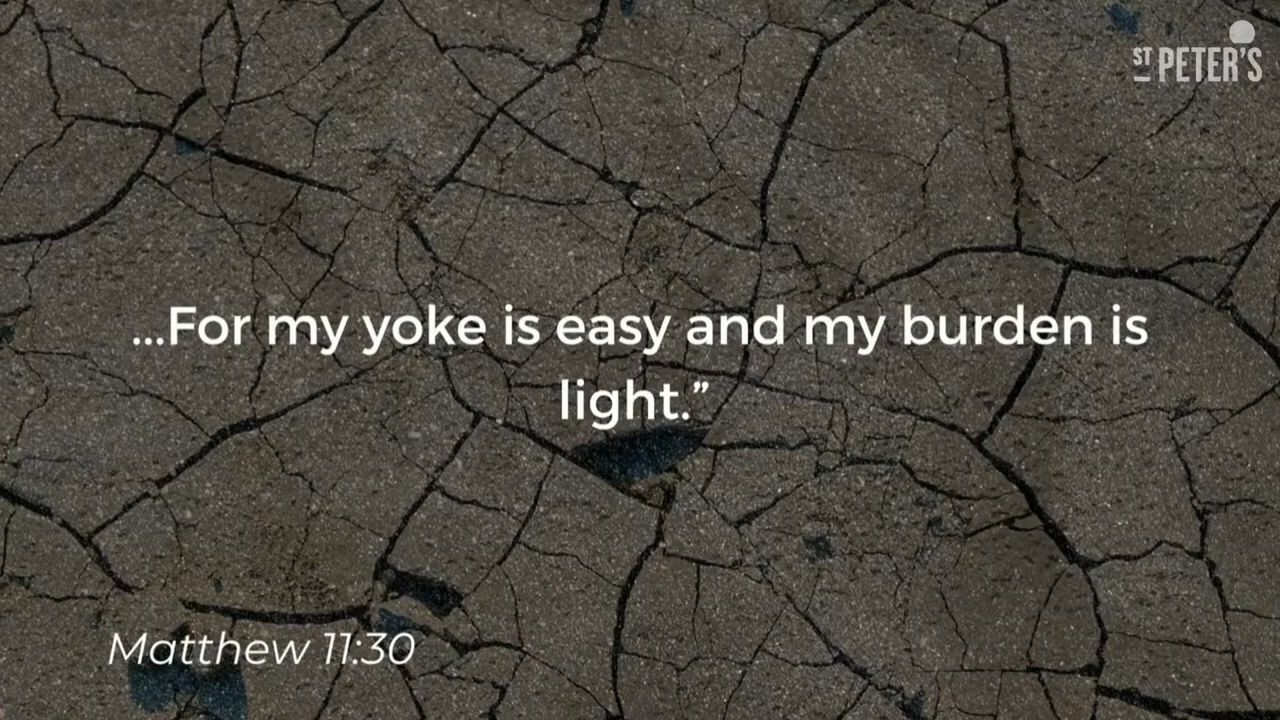 ST PETER'S
...For my yoke is easy and my burden is
light.”
Matthew 11:30